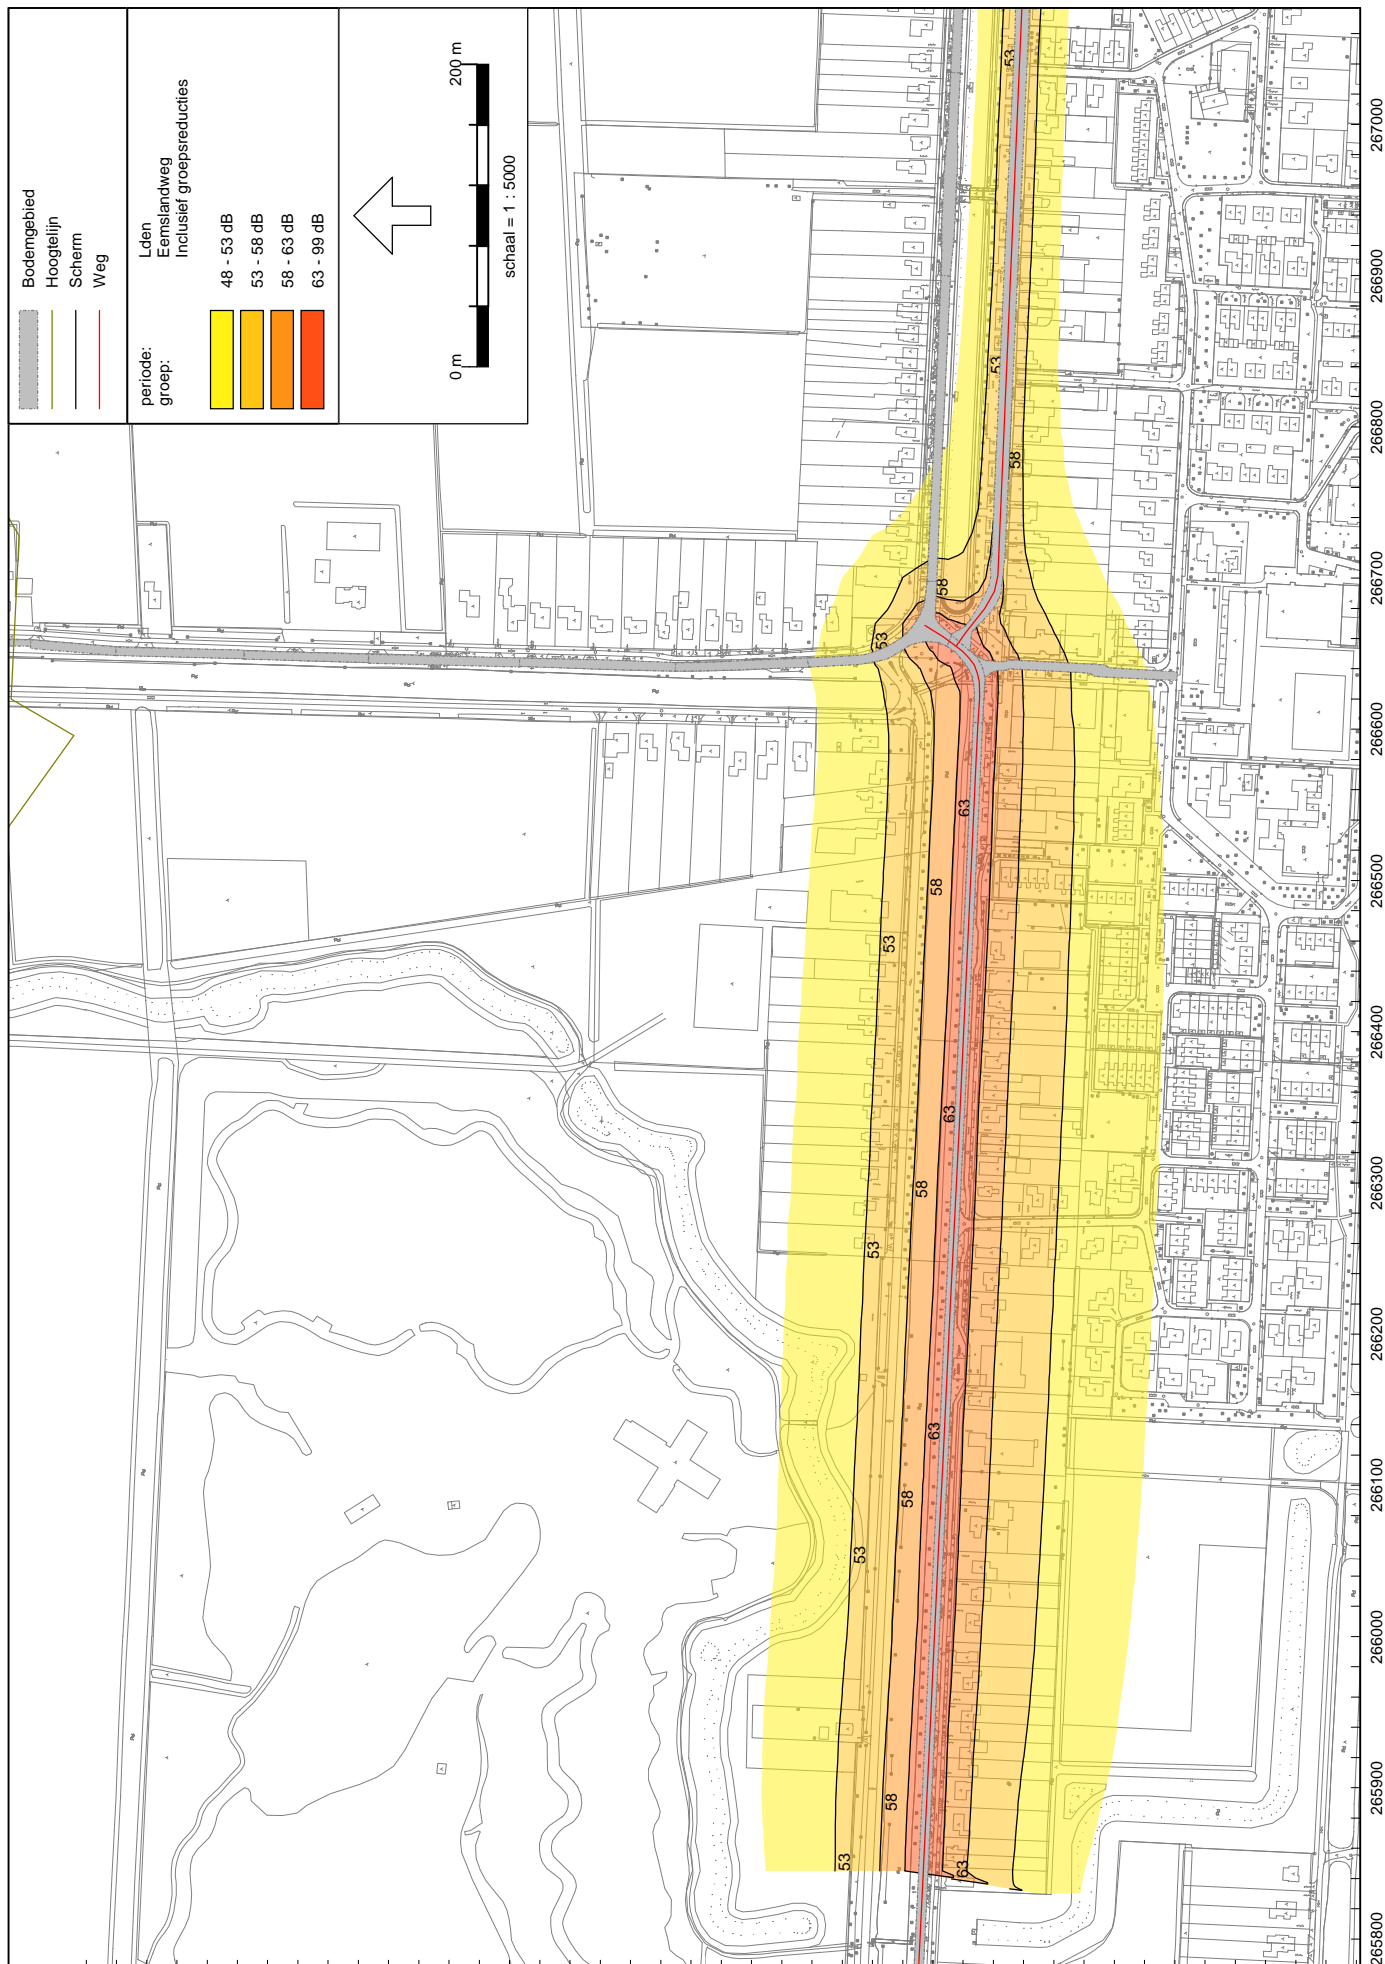 Bodemgebied
Hoogtelijn
Scherm
Weg
periode: Lden
groep: Eemslandweg
Inclusief groepsreducties
48 - 53 dB
53 - 58 dB
58 - 63 dB
63 - 99 dB
0 m 200 m
schaal = 1 : 5000
53
53
58
58
53
63
58
53
63
58
53
63
58
53
58
53
63
265800 265900 266000 266100 266200 266300 266400 266500 266600 266700 266800 266900 267000